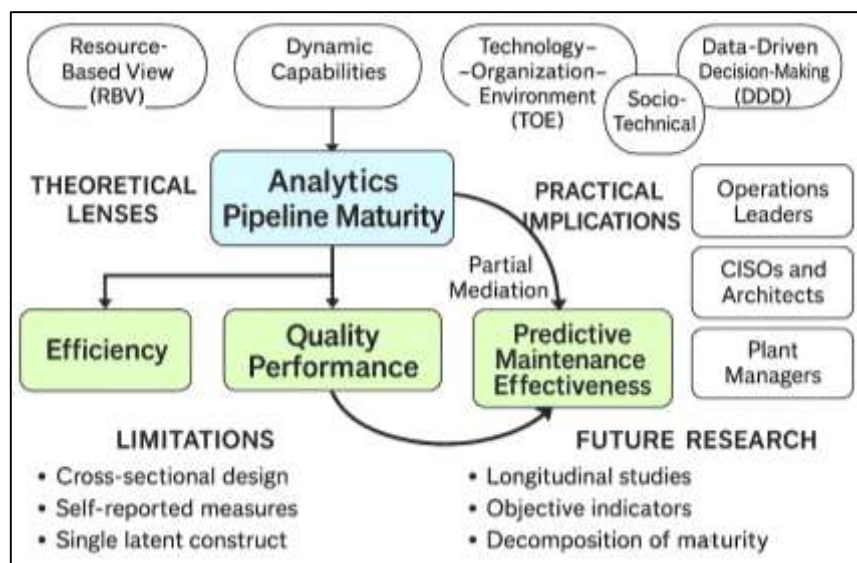 Resource-
Based View
(RBV)
Dynamic
Capabilities
Technology–
–Organization–
Environment
(TOE)
Socio-
Technical
Data-Driven
Decision-Making
(DDD)
THEORETICAL
LENSES
Analytics
Pipeline Maturity
PRACTICAL
IMPLICATIONS
Operations
Leaders
CISOs and
Architects
Plant
Managers
Partial
Mediation
Efficiency
Quality
Performance
Predictive
Maintenance
Effectiveness
LIMITATIONS
• Cross-sectional design
• Self-reported measures
• Single latent construct
FUTURE RESEARCH
• Longitudinal studies
• Objective indicators
• Decomposition of maturity